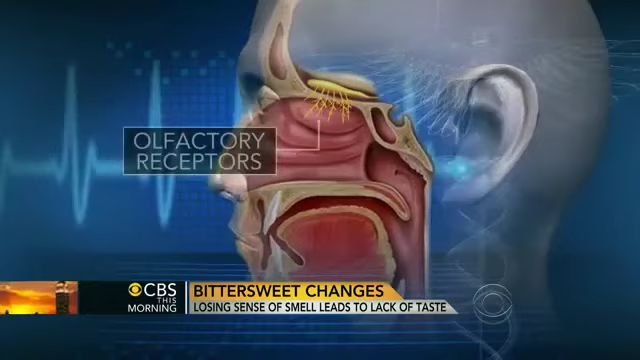 OLFACTORY
RECEPTORS
CBS
THIS
MORNING
BITTERSWEET CHANGES
LOSING SENSE OF SMELL LEADS TO LACK OF TASTE